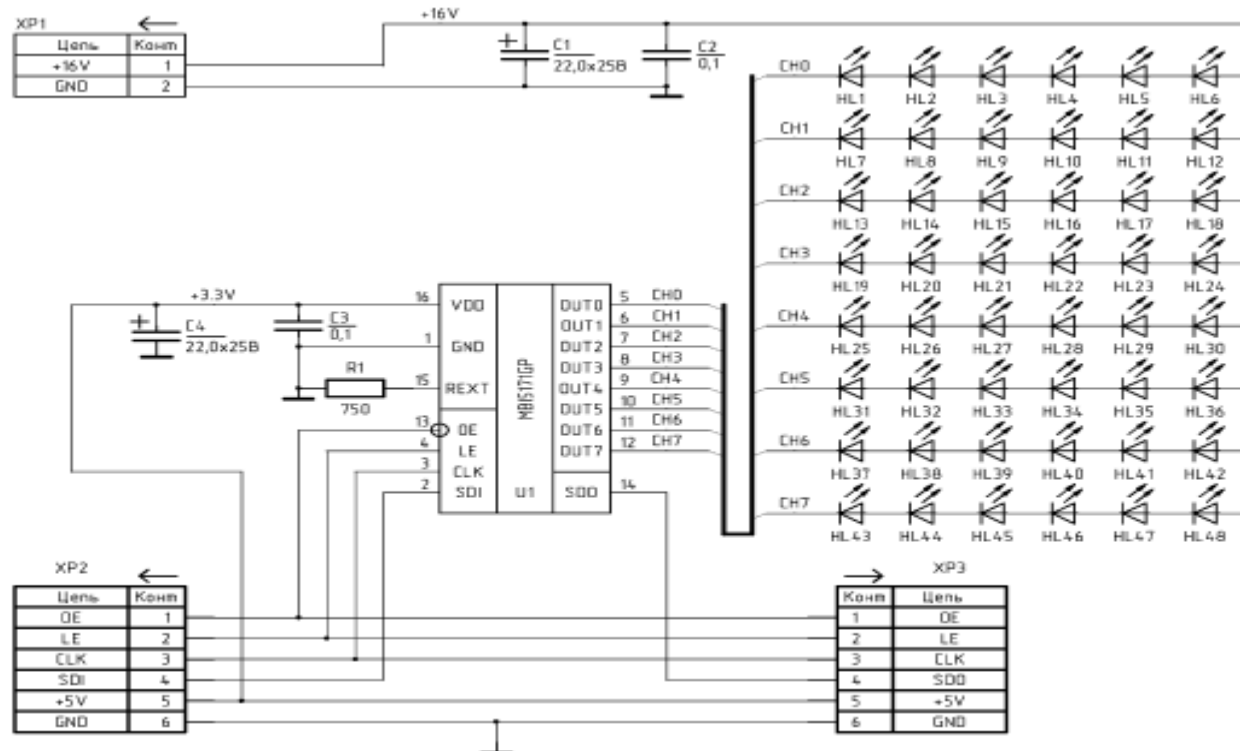 XP1
Цепь Конт
+16V 1
GND 2
+16V
C1
22,0x25В
C2
0,1
CH0
HL1 HL2 HL3 HL4 HL5 HL6
CH1
HL7 HL8 HL9 HL10 HL11 HL12
CH2
HL13 HL14 HL15 HL16 HL17 HL18
CH3
HL19 HL20 HL21 HL22 HL23 HL24
CH4
HL25 HL26 HL27 HL28 HL29 HL30
CH5
HL31 HL32 HL33 HL34 HL35 HL36
CH6
HL37 HL38 HL39 HL40 HL41 HL42
CH7
HL43 HL44 HL45 HL46 HL47 HL48
+3.3V
C4
22,0x25В
C3
0,1
R1
750
16 VDD
1 GND
15 REXT
13 OE
4 LE
3 CLK
2 SDI
MBI5171GP
U1
OUT0 5 CH0
OUT1 6 CH1
OUT2 7 CH2
OUT3 8 CH3
OUT4 9 CH4
OUT5 10 CH5
OUT6 11 CH6
OUT7 12 CH7
SDO 14
XP2
Цепь Конт
OE 1
LE 2
CLK 3
SDI 4
+5V 5
GND 6
XP3
Конт Цепь
1 OE
2 LE
3 CLK
4 SDO
5 +5V
6 GND